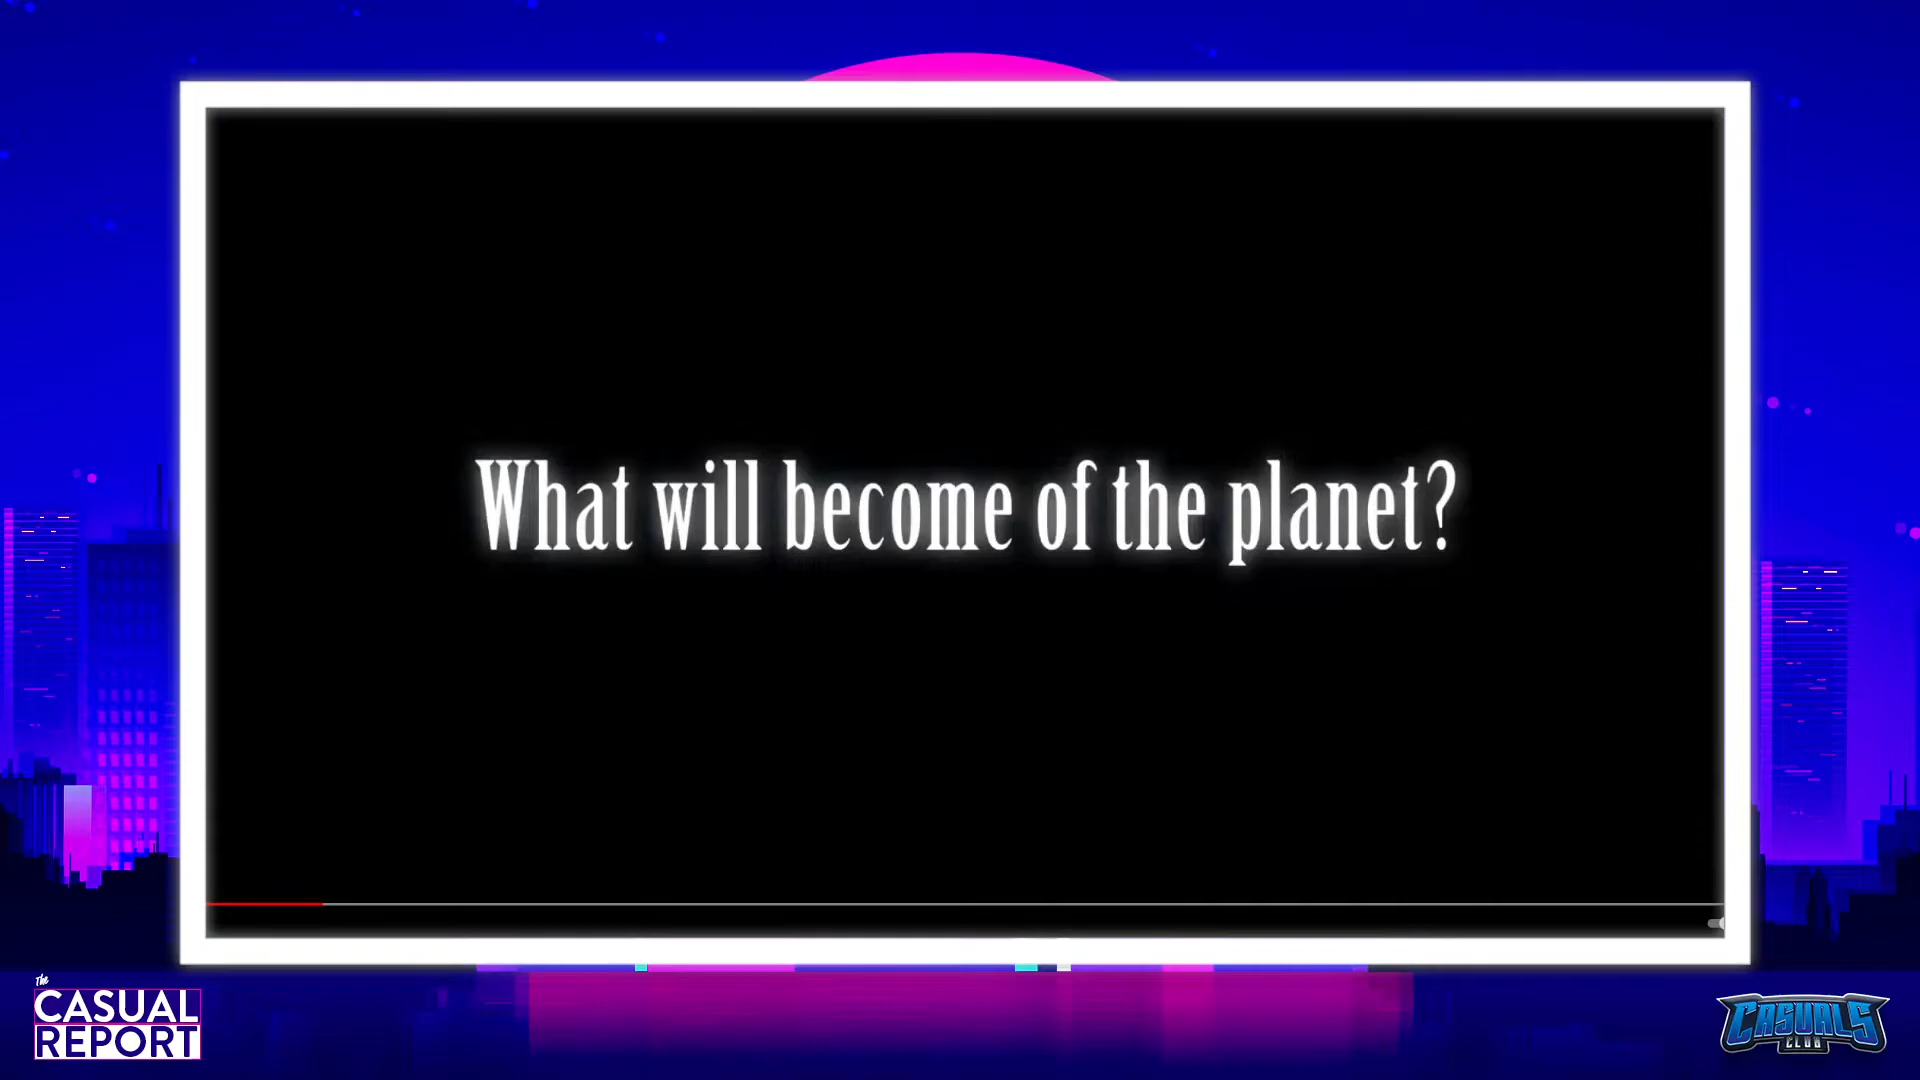 What will become of the planet?
The
CASUAL
REPORT
CASUALS
CLUB